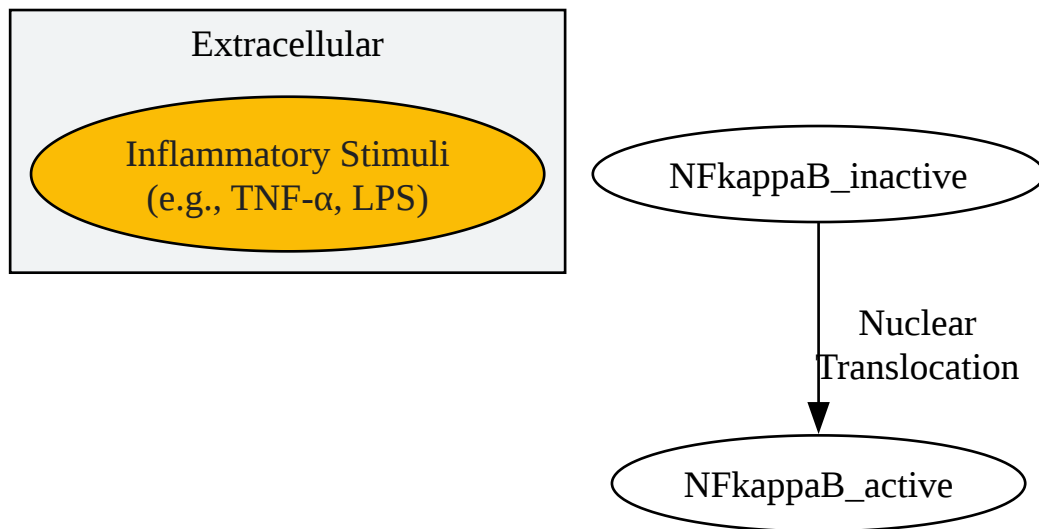 Extracellular
Inflammatory Stimuli
(e.g., TNF-α, LPS)
NFkappaB_inactive
Nuclear
Translocation
NFkappaB_active